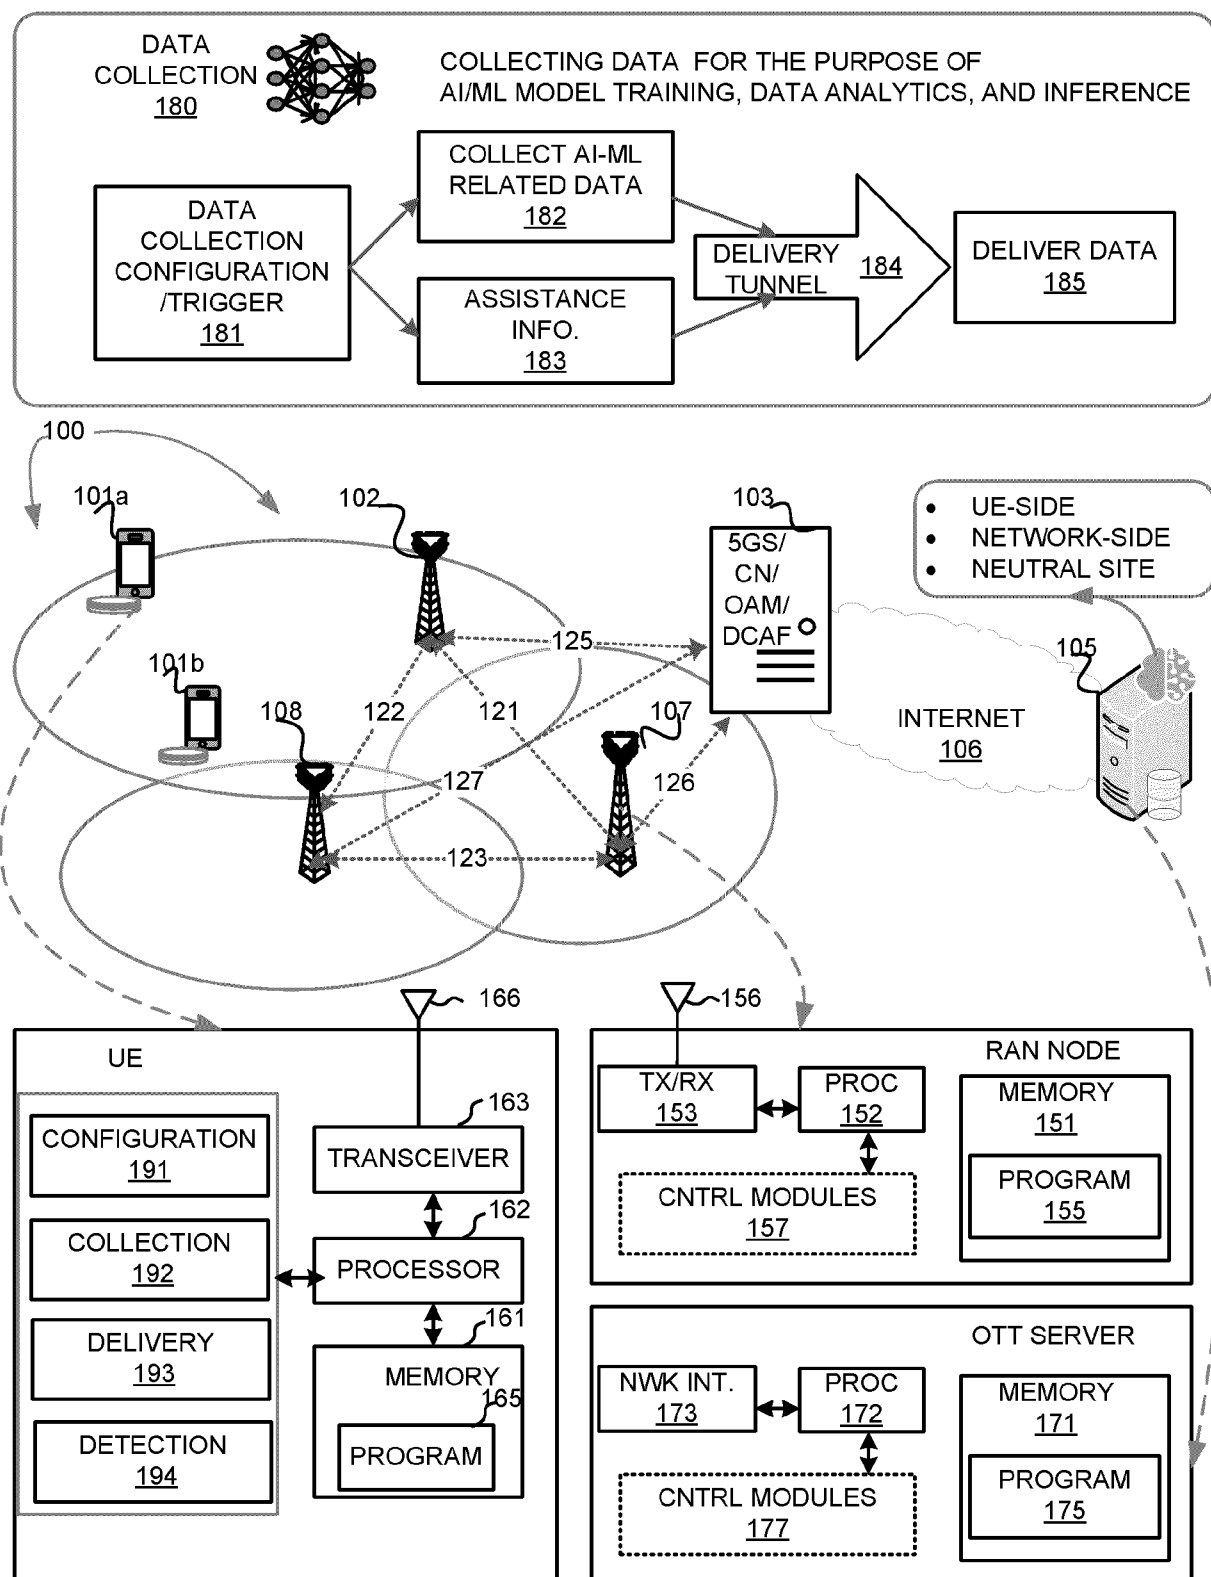 DATA
COLLECTION
180
COLLECTING DATA FOR THE PURPOSE OF
AI/ML MODEL TRAINING, DATA ANALYTICS, AND INFERENCE
DATA
COLLECTION
CONFIGURATION
/TRIGGER
181
COLLECT AI-ML
RELATED DATA
182
ASSISTANCE
INFO.
183
DELIVERY
TUNNEL
184
DELIVER DATA
185
100
101a
102
103
5GS/
CN/
OAM/
DCAF
• UE-SIDE
• NETWORK-SIDE
• NEUTRAL SITE
101b
125
105
108
122
121
107
INTERNET
106
127
126
123
166
156
UE
163
TRANSCEIVER
162
PROCESSOR
161
MEMORY
165
PROGRAM
CONFIGURATION
191
COLLECTION
192
DELIVERY
193
DETECTION
194
RAN NODE
TX/RX
153
PROC
152
MEMORY
151
PROGRAM
155
CNTRL MODULES
157
OTT SERVER
NWK INT.
173
PROC
172
MEMORY
171
PROGRAM
175
CNTRL MODULES
177